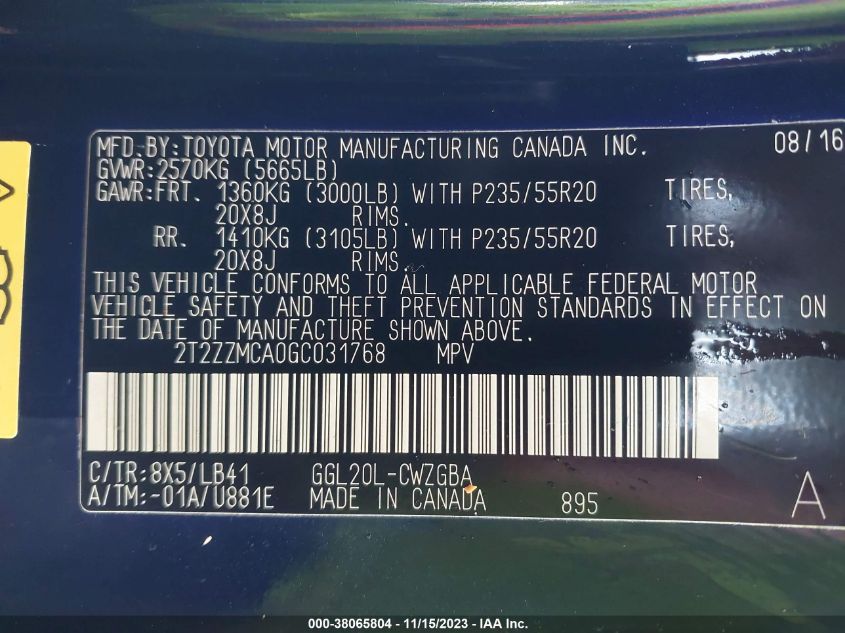 MFD.BY:TOYOTA MOTOR MANUFACTURING CANADA INC. 08/16
GVWR:2570KG (5665LB)
GAWR:FRT. 1360KG (3000LB) WITH P235/55R20 TIRES,
20X8J RIMS.
RR. 1410KG (3105LB) WITH P235/55R20 TIRES,
20X8J RIMS.
THIS VEHICLE CONFORMS TO ALL APPLICABLE FEDERAL MOTOR
VEHICLE SAFETY AND THEFT PREVENTION STANDARDS IN EFFECT ON
THE DATE OF MANUFACTURE SHOWN ABOVE.
2T2ZZMCA0GC031768 MPV
C/TR:8X5/LB41 GGL20L-CWZGBA
A/TM:-01A/U881E MADE IN CANADA 895 A
000-38065804 - 11/15/2023 - IAA Inc.